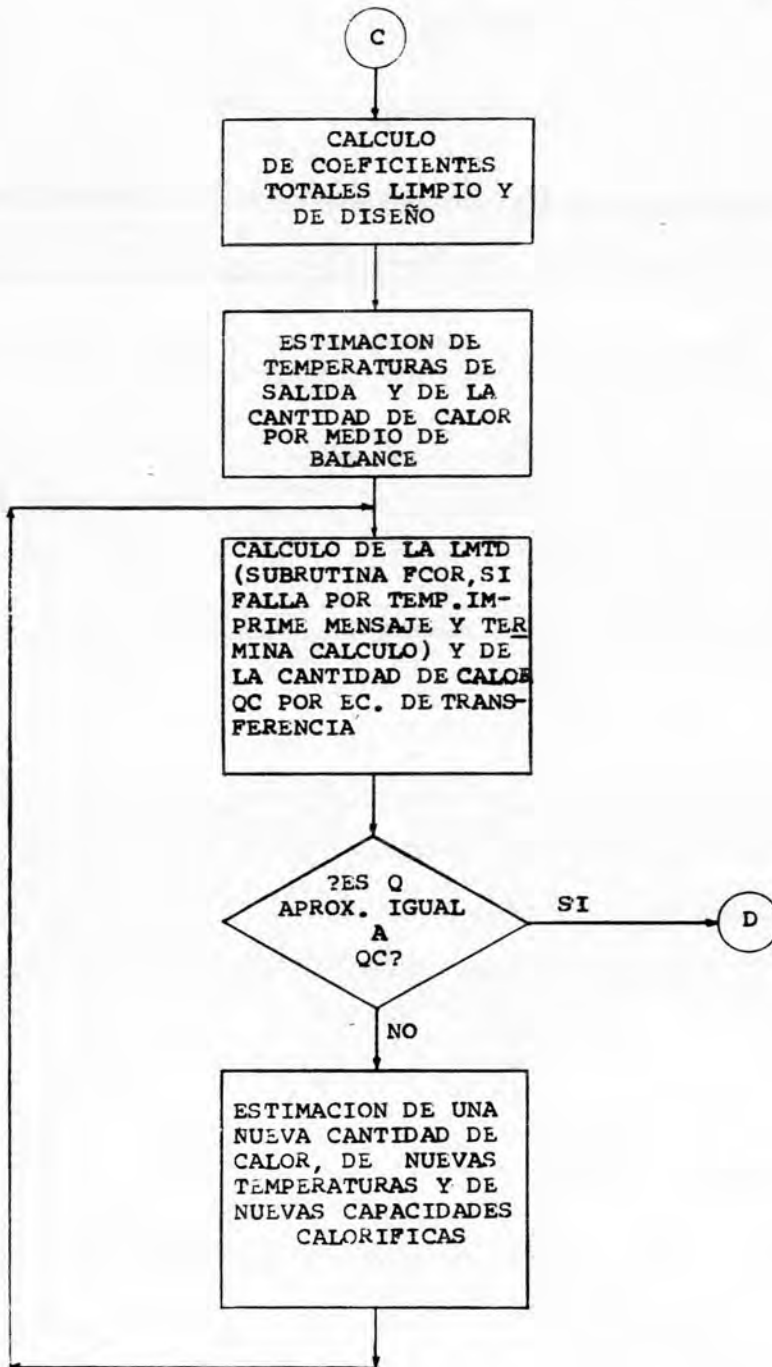 C
CALCULO
DE COEFICIENTES
TOTALES LIMPIO Y
DE DISEÑO
ESTIMACION DE
TEMPERATURAS DE
SALIDA Y DE LA
CANTIDAD DE CALOR
POR MEDIO DE
BALANCE
CALCULO DE LA LMTD
(SUBRUTINA FCOR,SI
FALLA POR TEMP.IM-
PRIME MENSAJE Y TER
MINA CALCULO) Y DE
LA CANTIDAD DE CALOR
QC POR EC. DE TRANS-
FERENCIA
?ES Q
APROX. IGUAL
A
QC?
SI
D
NO
ESTIMACION DE UNA
NUEVA CANTIDAD DE
CALOR, DE NUEVAS
TEMPERATURAS Y DE
NUEVAS CAPACIDADES
CALORIFICAS